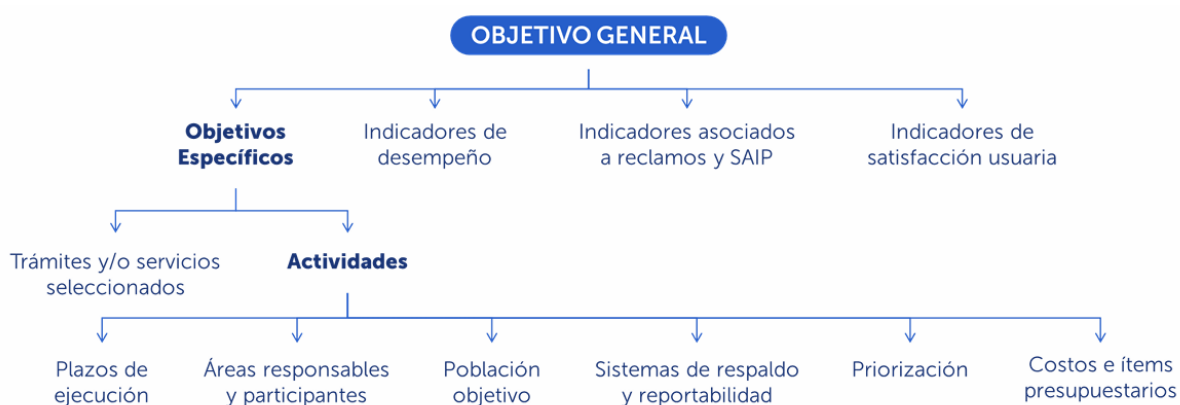 OBJETIVO GENERAL
Objetivos
Específicos
Indicadores de
desempeño
Indicadores asociados
a reclamos y SAIP
Indicadores de
satisfacción usuaria
Trámites y/o servicios
seleccionados
Actividades
Plazos de
ejecución
Áreas responsables
y participantes
Población
objetivo
Sistemas de respaldo
y reportabilidad
Priorización
Costos e ítems
presupuestarios